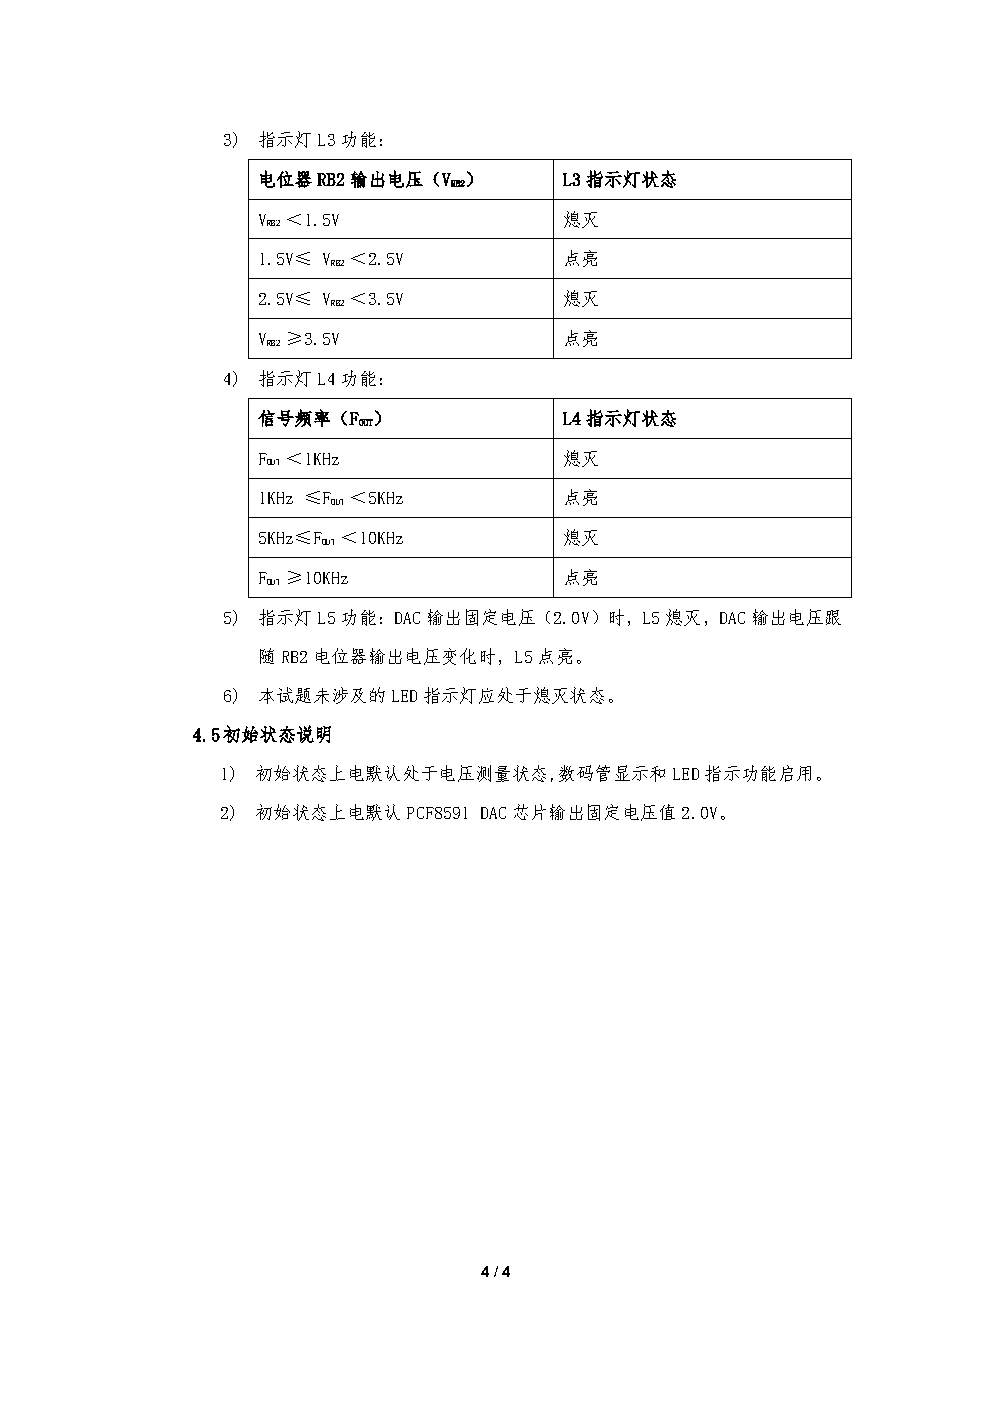 3) 指示灯 L3 功能：
电位器 RB2 输出电压（VRB2） L3 指示灯状态
VRB2 ＜1.5V 熄灭
1.5V≤ VRB2 ＜2.5V 点亮
2.5V≤ VRB2 ＜3.5V 熄灭
VRB2 ≥3.5V 点亮
4) 指示灯 L4 功能：
信号频率（FOUT） L4 指示灯状态
FOUT ＜1KHz 熄灭
1KHz ≤FOUT ＜5KHz 点亮
5KHz≤FOUT ＜10KHz 熄灭
FOUT ≥10KHz 点亮
5) 指示灯 L5 功能：DAC 输出固定电压（2.0V）时，L5 熄灭，DAC 输出电压跟
随 RB2 电位器输出电压变化时，L5 点亮。
6) 本试题未涉及的 LED 指示灯应处于熄灭状态。
4.5 初始状态说明
1) 初始状态上电默认处于电压测量状态,数码管显示和 LED 指示功能启用。
2) 初始状态上电默认 PCF8591 DAC 芯片输出固定电压值 2.0V。
4 / 4